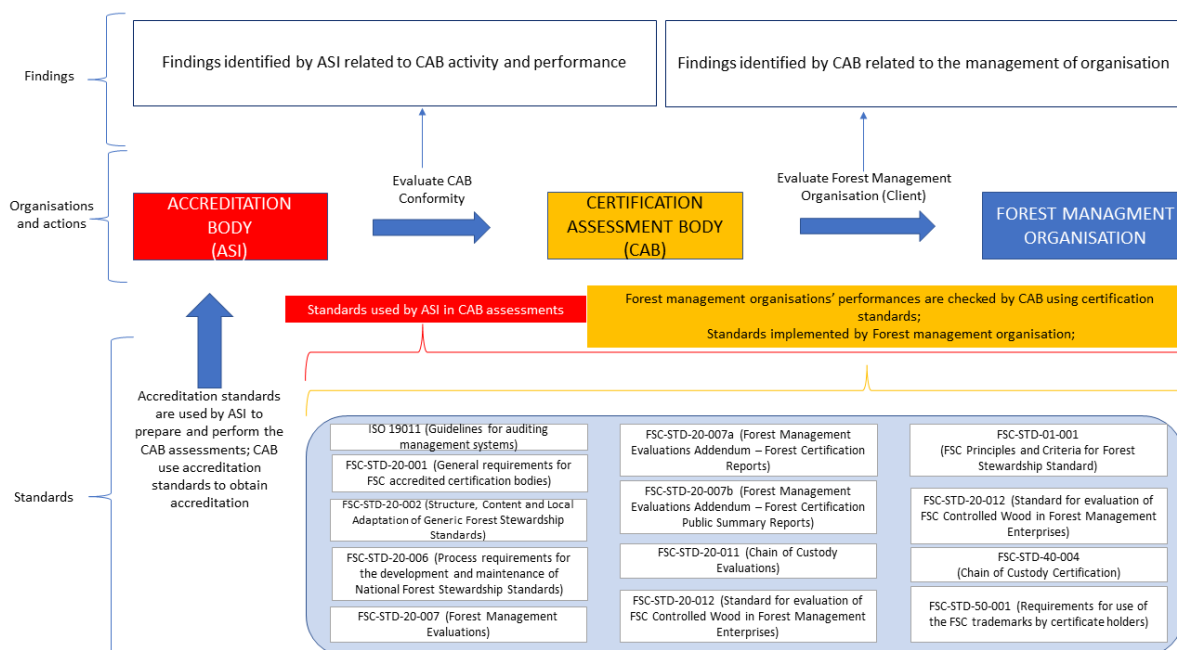 Findings
Findings identified by ASI related to CAB activity and performance
Findings identified by CAB related to the management of organisation
Organisations
and actions
ACCREDITATION
BODY
(ASI)
Evaluate CAB
Conformity
CERTIFICATION
ASSESSMENT BODY
(CAB)
Evaluate Forest Management
Organisation (Client)
FOREST MANAGMENT
ORGANISATION
Standards used by ASI in CAB assessments
Forest management organisations' performances are checked by CAB using certification
standards;
Standards implemented by Forest management organisation;
Standards
Accreditation standards
are used by ASI to
prepare and perform the
CAB assessments; CAB
use accreditation
standards to obtain
accreditation
ISO 19011 (Guidelines for auditing
management systems)
FSC-STD-20-001 (General requirements for
FSC accredited certification bodies)
FSC-STD-20-002 (Structure, Content and Local
Adaptation of Generic Forest Stewardship
Standards)
FSC-STD-20-006 (Process requirements for
the development and maintenance of
National Forest Stewardship Standards)
FSC-STD-20-007 (Forest Management
Evaluations)
FSC-STD-20-007a (Forest Management
Evaluations Addendum – Forest Certification
Reports)
FSC-STD-20-007b (Forest Management
Evaluations Addendum – Forest Certification
Public Summary Reports)
FSC-STD-20-011 (Chain of Custody
Evaluations)
FSC-STD-20-012 (Standard for evaluation of
FSC Controlled Wood in Forest Management
Enterprises)
FSC-STD-01-001
(FSC Principles and Criteria for Forest
Stewardship Standard)
FSC-STD-20-012 (Standard for evaluation of
FSC Controlled Wood in Forest Management
Enterprises)
FSC-STD-40-004
(Chain of Custody Certification)
FSC-STD-50-001 (Requirements for use of
the FSC trademarks by certificate holders)